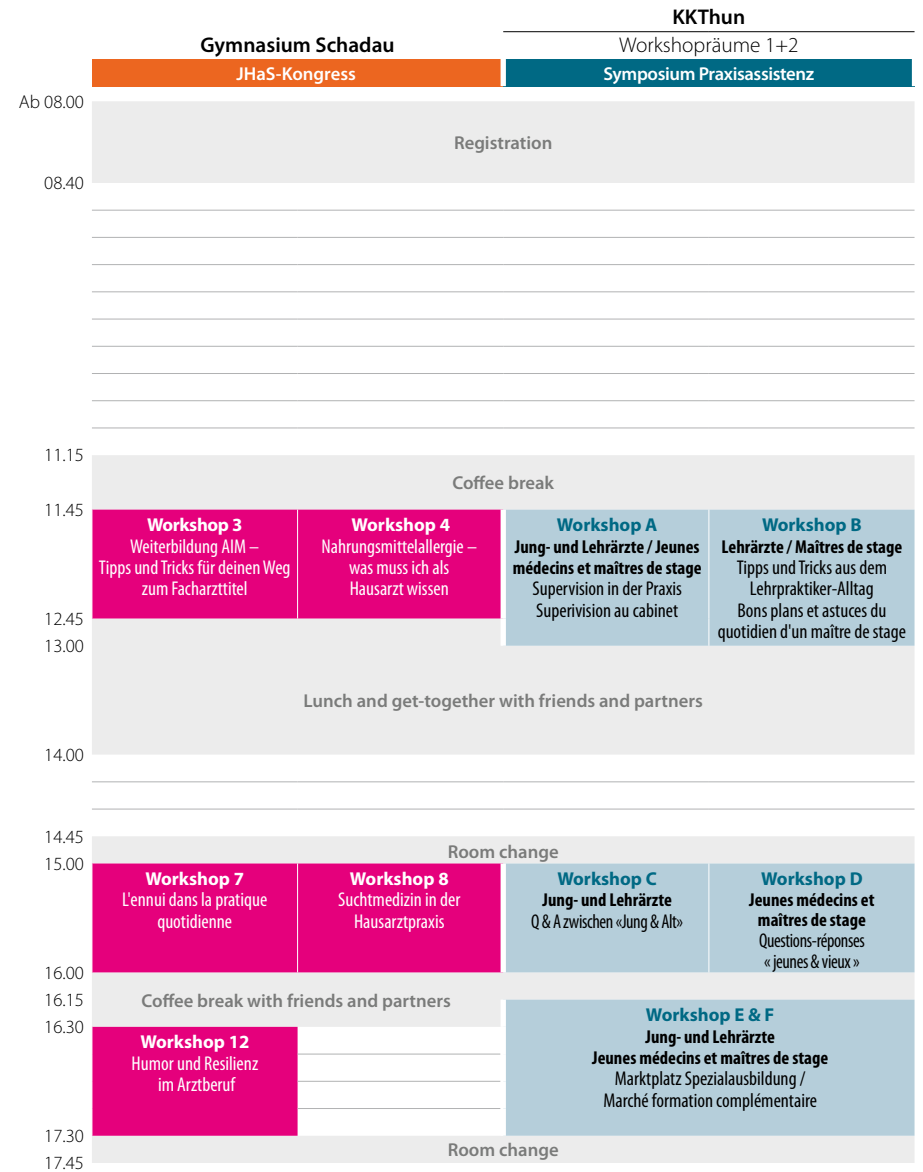 KKThun
Gymnasium Schadau
Workshopräume 1+2
JHaS-Kongress
Symposium Praxisassistenz
Ab 08.00
Registration
08.40
11.15
Coffee break
11.45
Workshop 3
Weiterbildung AIM –
Tipps und Tricks für deinen Weg
zum Facharzttitel
Workshop 4
Nahrungsmittelallergie –
was muss ich als
Hausarzt wissen
Workshop A
Jung- und Lehrärzte / Jeunes
médecins et maîtres de stage
Supervision in der Praxis
Superivision au cabinet
Workshop B
Lehrärzte / Maîtres de stage
Tipps und Tricks aus dem
Lehrpraktiker-Alltag
Bons plans et astuces du
quotidien d'un maître de stage
12.45
13.00
Lunch and get-together with friends and partners
14.00
14.45
Room change
15.00
Workshop 7
L'ennui dans la pratique
quotidienne
Workshop 8
Suchtmedizin in der
Hausarztpraxis
Workshop C
Jung- und Lehrärzte
Q & A zwischen «Jung & Alt»
Workshop D
Jeunes médecins et
maîtres de stage
Questions-réponses
« jeunes & vieux »
16.00
16.15
Coffee break with friends and partners
16.30
Workshop 12
Humor und Resilienz
im Arztberuf
Workshop E & F
Jung- und Lehrärzte
Jeunes médecins et maîtres de stage
Marktplatz Spezialausbildung /
Marché formation complémentaire
17.30
Room change
17.45